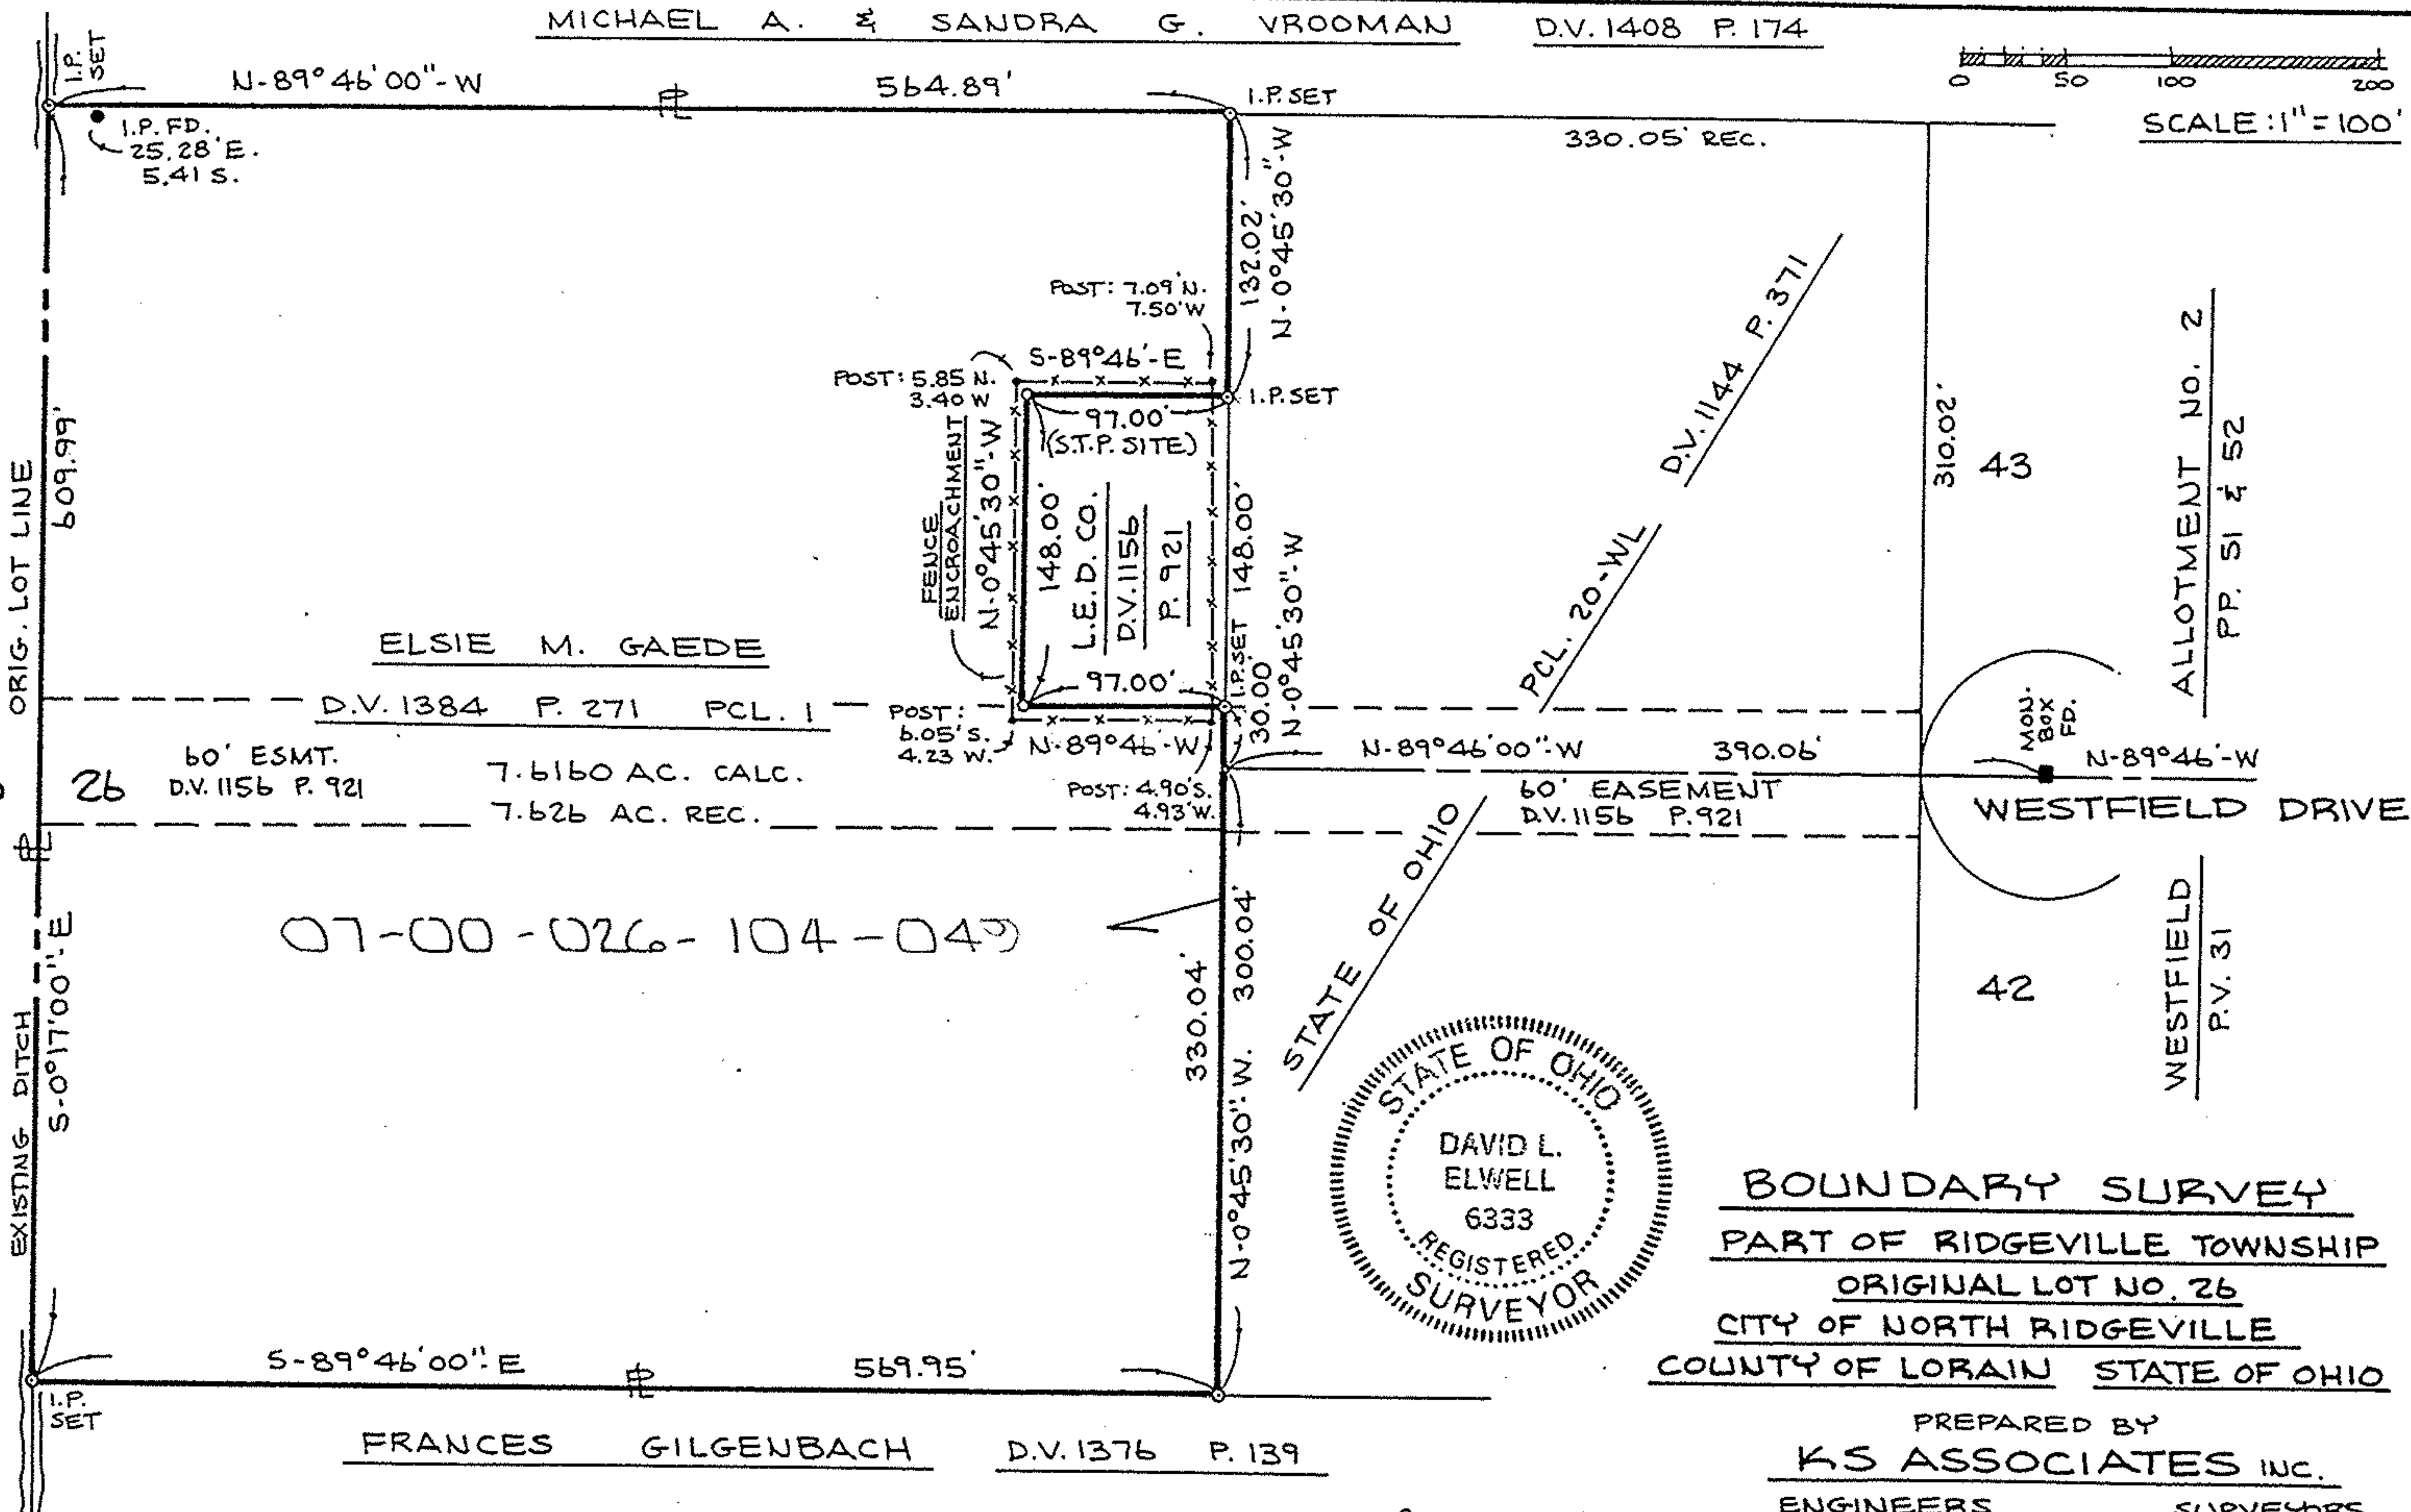 MICHAEL A. & SANDRA G. VROOMAN D.V. 1408 P. 174
0 50 100 200
SCALE: 1" = 100'
I.P. SET
N-89°46'00"-W
564.89'
I.P. SET
I.P. FD.
25.28' E.
5.41 S.
330.05' REC.
132.02'
N-0°45'30"-W
POST: 7.09' N.
7.50' W
S-89°46'-E
POST: 5.85 N.
3.40 W
I.P. SET
97.00'
(S.T.P. SITE)
FENCE
ENCROACHMENT
N-0°45'30"-W
148.00'
L.E.D. CO.
D.V. 1156
P. 921
148.00'
I.P. SET
30.00'
N-0°45'30"-W
ORIG. LOT LINE
609.99'
D.V. 1144 P. 371
PCL. 20-WL
STATE OF OHIO
310.02'
43
ALLOTMENT NO. 2
PP. 51 & 52
ELSIE M. GAEDE
D.V. 1384 P. 271 PCL. 1
97.00'
POST:
6.05' S.
4.23 W.
N-89°46'-W
POST: 4.90' S.
4.93' W.
26
60' ESMT.
D.V. 1156 P. 921
7.6160 AC. CALC.
7.626 AC. REC.
N-89°46'00"-W 390.06'
60' EASEMENT
D.V. 1156 P. 921
MON.
BOX
FD.
N-89°46'-W
WESTFIELD DRIVE
07-00-026-104-049
EXISTING DITCH
S-0°17'00"-E
330.04'
N-0°45'30"-W. 300.04'
42
WESTFIELD
P.V. 31
STATE OF OHIO
DAVID L.
ELWELL
6333
REGISTERED
SURVEYOR
S-89°46'00"-E
569.95'
I.P.
SET
FRANCES GILGENBACH D.V. 1376 P. 139
BOUNDARY SURVEY
PART OF RIDGEVILLE TOWNSHIP
ORIGINAL LOT NO. 26
CITY OF NORTH RIDGEVILLE
COUNTY OF LORAIN STATE OF OHIO
PREPARED BY
KS ASSOCIATES INC.
ENGINEERS SURVEYORS